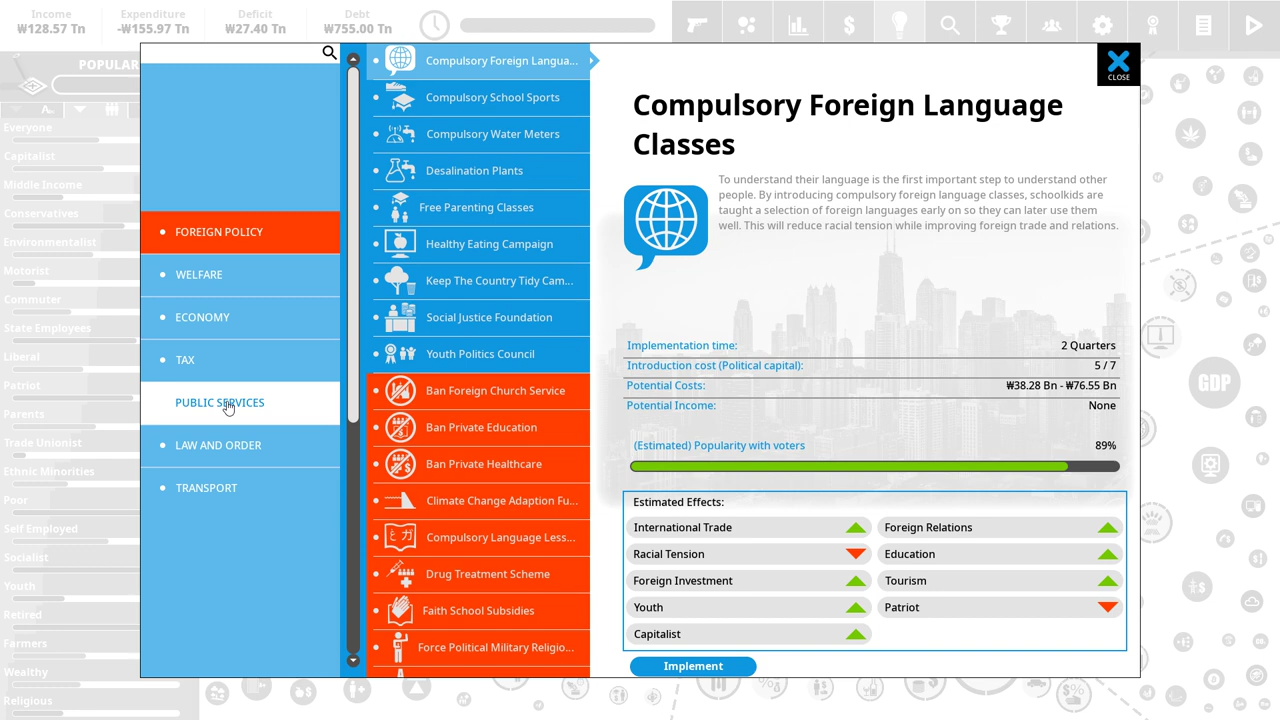 Income
₩128.57 Tn
Expenditure
-₩155.97 Tn
Deficit
₩27.40 Tn
Debt
₩755.00 Tn
POPULAR
Everyone
Capitalist
Middle Income
Conservatives
Environmentalist
Motorist
Commuter
State Employees
Liberal
Patriot
Parents
Trade Unionist
Ethnic Minorities
Poor
Self Employed
Socialist
Youth
Retired
Farmers
Wealthy
Religious
FOREIGN POLICY
WELFARE
ECONOMY
TAX
PUBLIC SERVICES
LAW AND ORDER
TRANSPORT
Compulsory Foreign Langua...
Compulsory School Sports
Compulsory Water Meters
Desalination Plants
Free Parenting Classes
Healthy Eating Campaign
Keep The Country Tidy Cam...
Social Justice Foundation
Youth Politics Council
Ban Foreign Church Service
Ban Private Education
Ban Private Healthcare
Climate Change Adaption Fu...
Compulsory Language Less...
Drug Treatment Scheme
Faith School Subsidies
Force Political Military Religio...
CLOSE
Compulsory Foreign Language
Classes
To understand their language is the first important step to understand other
people. By introducing compulsory foreign language classes, schoolkids are
taught a selection of foreign languages early on so they can later use them
well. This will reduce racial tension while improving foreign trade and relations.
Implementation time: 2 Quarters
Introduction cost (Political capital): 5 / 7
Potential Costs: ₩38.28 Bn - ₩76.55 Bn
Potential Income: None
(Estimated) Popularity with voters 89%
Estimated Effects:
International Trade
Foreign Relations
Racial Tension
Education
Foreign Investment
Tourism
Youth
Patriot
Capitalist
Implement
GDP